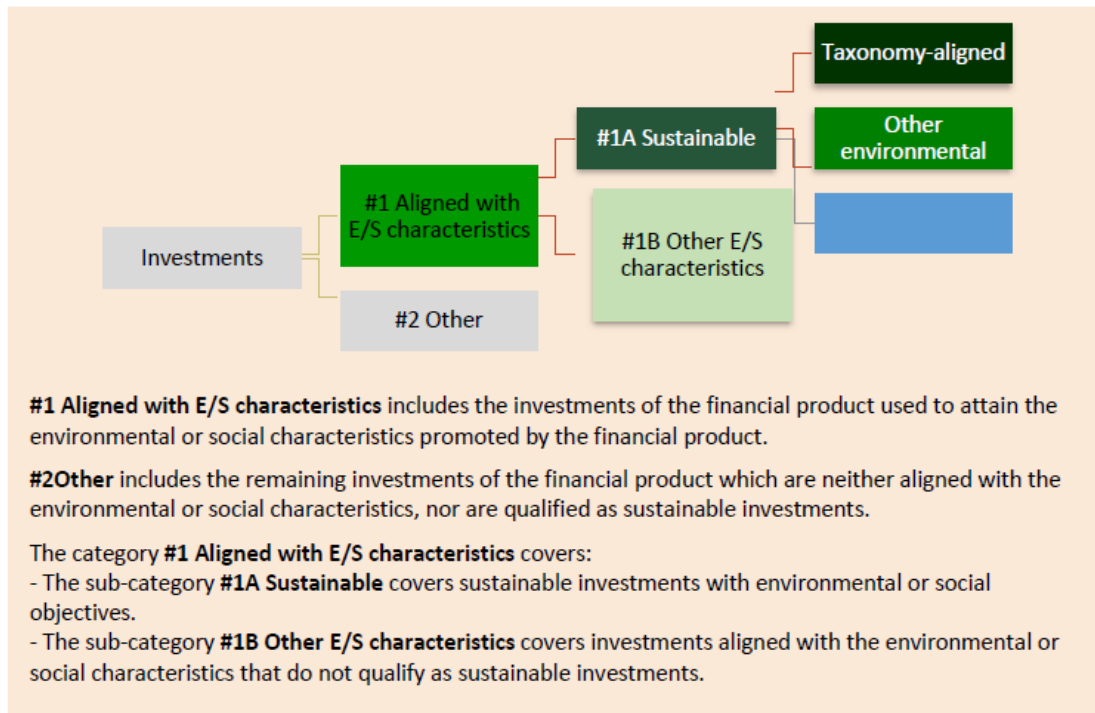 Taxonomy-aligned
#1A Sustainable
Other
environmental
#1 Aligned with
E/S characteristics
#1B Other E/S
characteristics
Investments
#2 Other
#1 Aligned with E/S characteristics includes the investments of the financial product used to attain the
environmental or social characteristics promoted by the financial product.
#2Other includes the remaining investments of the financial product which are neither aligned with the
environmental or social characteristics, nor are qualified as sustainable investments.
The category #1 Aligned with E/S characteristics covers:
- The sub-category #1A Sustainable covers sustainable investments with environmental or social
objectives.
- The sub-category #1B Other E/S characteristics covers investments aligned with the environmental or
social characteristics that do not qualify as sustainable investments.